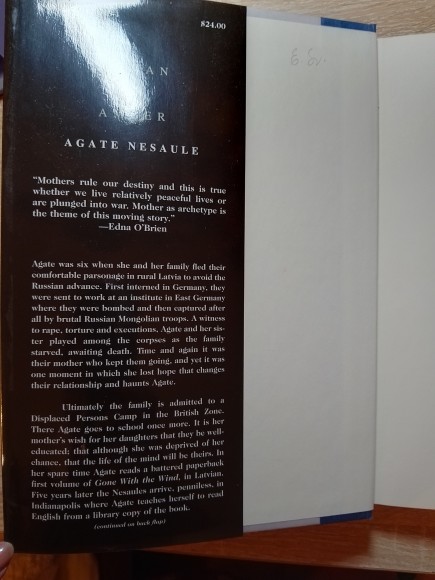 $24.00
AGATE NESAULE
"Mothers rule our destiny and this is true
whether we live relatively peaceful lives or
are plunged into war. Mother as archetype is
the theme of this moving story."
—Edna O'Brien
Agate was six when she and her family fled their
comfortable parsonage in rural Latvia to avoid the
Russian advance. First interned in Germany, they
were sent to work at an institute in East Germany
where they were bombed and then captured after
all by brutal Russian Mongolian troops. A witness
to rape, torture and executions, Agate and her sis-
ter played among the corpses as the family
starved, awaiting death. Time and again it was
their mother who kept them going, and yet it was
one moment in which she lost hope that changes
their relationship and haunts Agate.
Ultimately the family is admitted to a
Displaced Persons Camp in the British Zone.
There Agate goes to school once more. It is her
mother's wish for her daughters that they be well-
educated; that although she was deprived of her
chance, that the life of the mind will be theirs. In
her spare time Agate reads a battered paperback
first volume of Gone With the Wind, in Latvian.
Five years later the Nesaules arrive, penniless, in
Indianapolis where Agate teaches herself to read
English from a library copy of the book.
(continued on back flap)